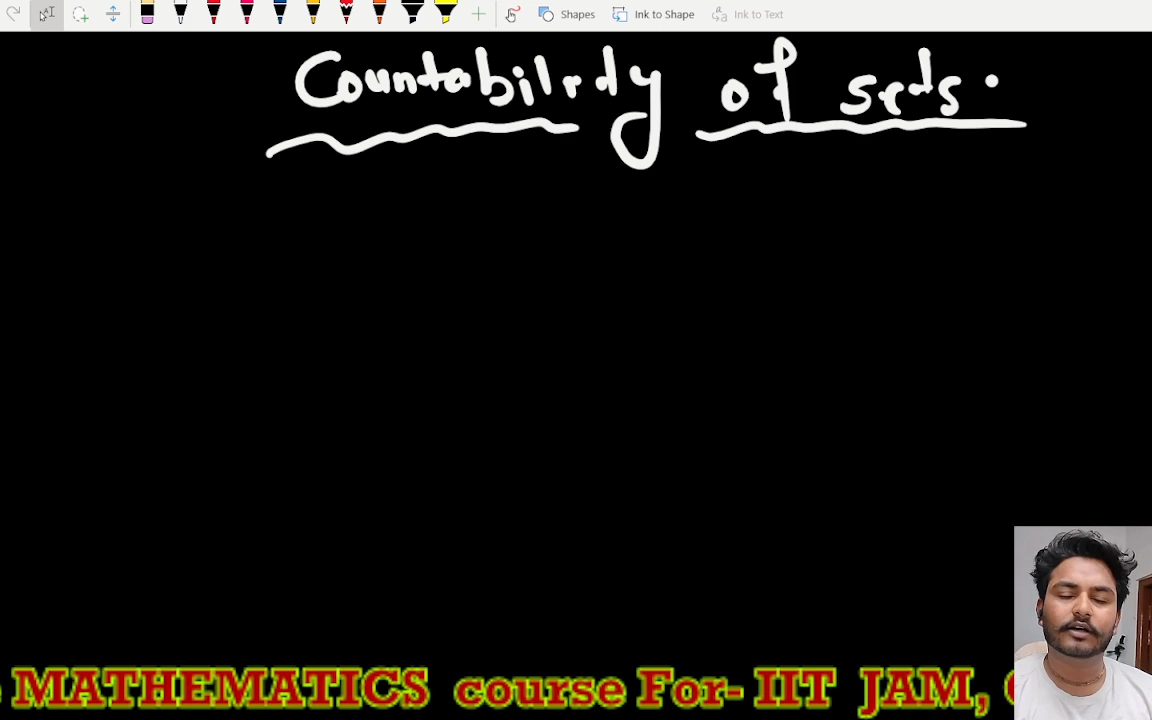 Shapes Ink to Shape Ink to Text
Countability of sets.
MATHEMATICS course For- IIT JAM,